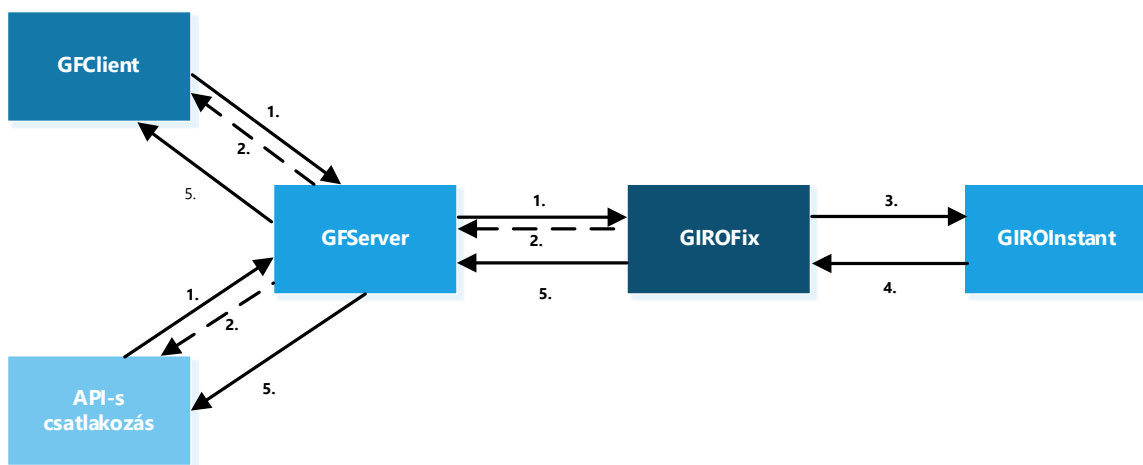 GFClient
1.
2.
5.
GFServer
1.
2.
5.
GIROFix
3.
4.
GIROInstant
1.
2.
5.
API-s
csatlakozás